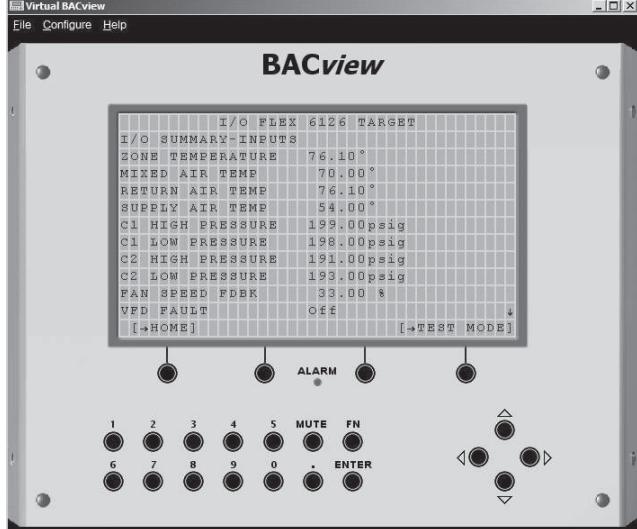 Virtual BACview
File Configure Help
BACview
I/O FLEX 6126 TARGET
I/O SUMMARY-INPUTS
ZONE TEMPERATURE 76.10°
MIXED AIR TEMP 70.00°
RETURN AIR TEMP 76.10°
SUPPLY AIR TEMP 54.00°
C1 HIGH PRESSURE 199.00psig
C1 LOW PRESSURE 198.00psig
C2 HIGH PRESSURE 191.00psig
C2 LOW PRESSURE 193.00psig
FAN SPEED FDBK 33.00 %
VFD FAULT Off ↓
[→HOME] [→TEST MODE]
ALARM
1 2 3 4 5 MUTE FN
6 7 8 9 0 . ENTER